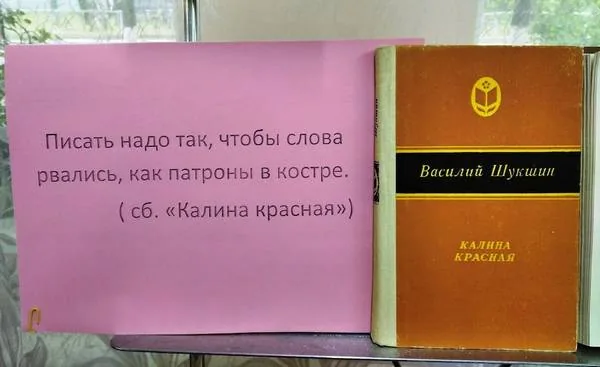 Писать надо так, чтобы слова
рвались, как патроны в костре.
( сб. «Калина красная»)
Василий Шукшин
КАЛИНА
КРАСНАЯ